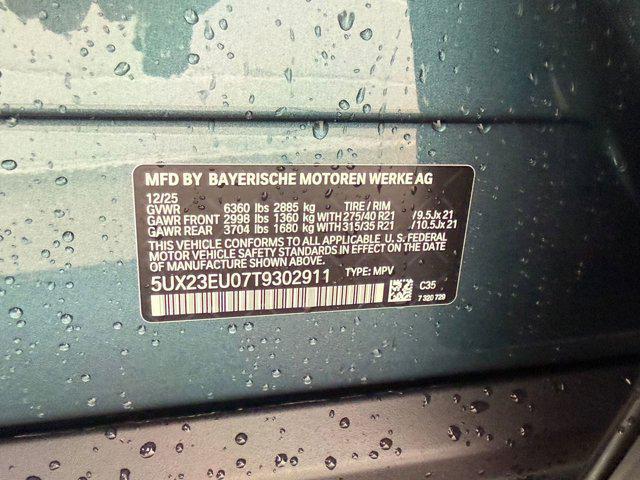 MFD BY BAYERISCHE MOTOREN WERKE AG
12/25
GVWR 6360 lbs 2885 kg TIRE / RIM
GAWR FRONT 2998 lbs 1360 kg WITH 275/40 R21 /9.5Jx21
GAWR REAR 3704 lbs 1680 kg WITH 315/35 R21 /10.5Jx21
THIS VEHICLE CONFORMS TO ALL APPLICABLE U. S. FEDERAL
MOTOR VEHICLE SAFETY STANDARDS IN EFFECT ON THE DATE OF
MANUFACTURE SHOWN ABOVE.
5UX23EU07T9302911 TYPE: MPV
C35
7 320 729